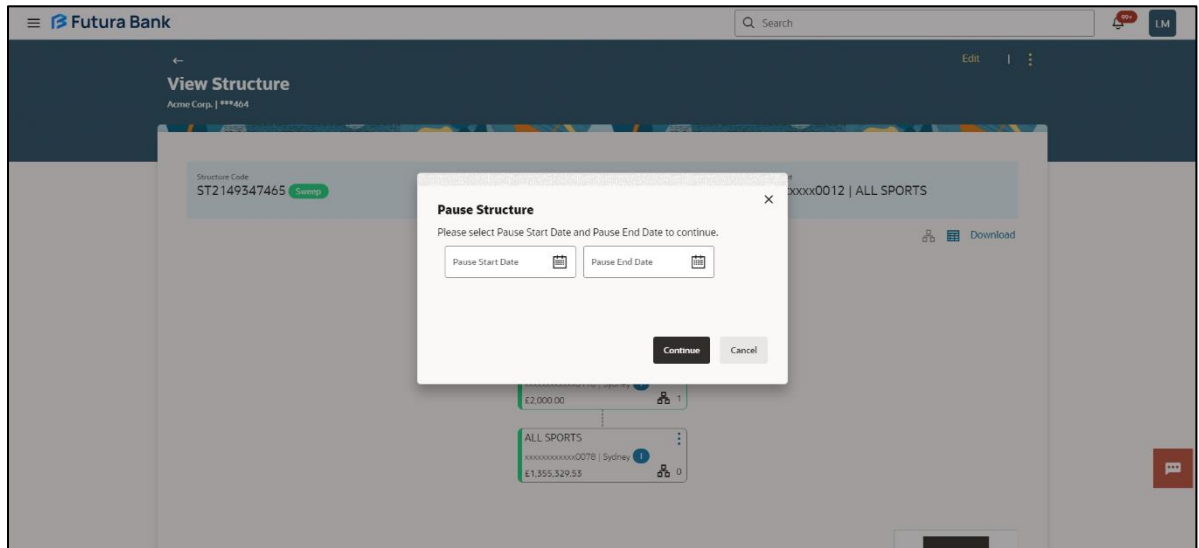 Futura Bank
Search
99+
LM
Edit
View Structure
Acme Corp. | ***464
Structure Code
ST2149347465 Sweep
xxxx0012 | ALL SPORTS
Download
Pause Structure
Please select Pause Start Date and Pause End Date to continue.
Pause Start Date
Pause End Date
Continue
Cancel
£2,000.00
1
ALL SPORTS
xxxxxxxxxxxx0078 | Sydney I
£1,355,329.53
0